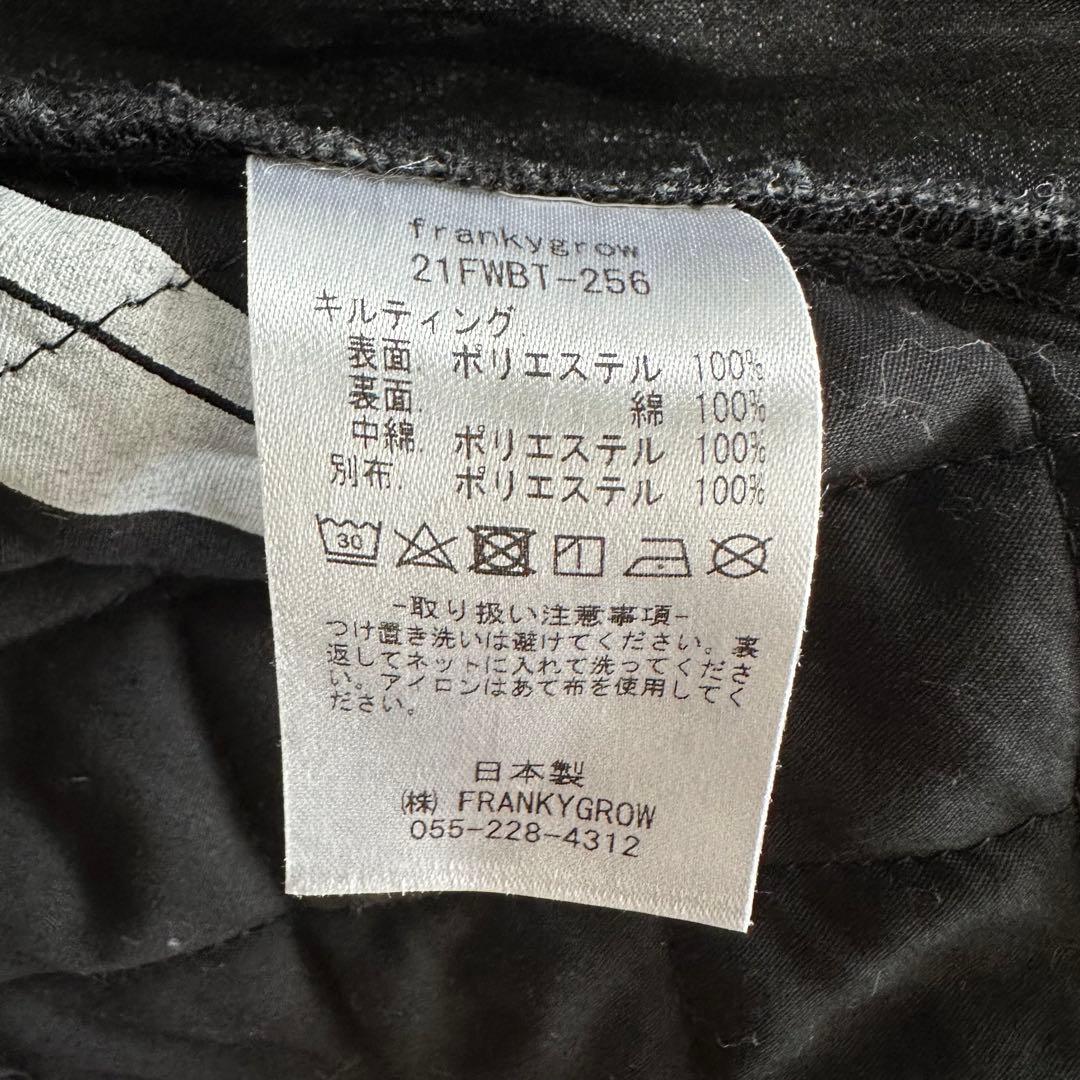 frankygrow
21FWBT-256
キルティング.
表面 ポリエステル 100%
裏面. 綿 100%
中綿. ポリエステル 100%
別布. ポリエステル 100%
30
-取り扱い注意事項-
つけ置き洗いは避けてください。裏
返してネットに入れて洗ってくださ
い。アイロンはあて布を使用してく
ださい。
日本製
㈱ FRANKYGROW
055-228-4312